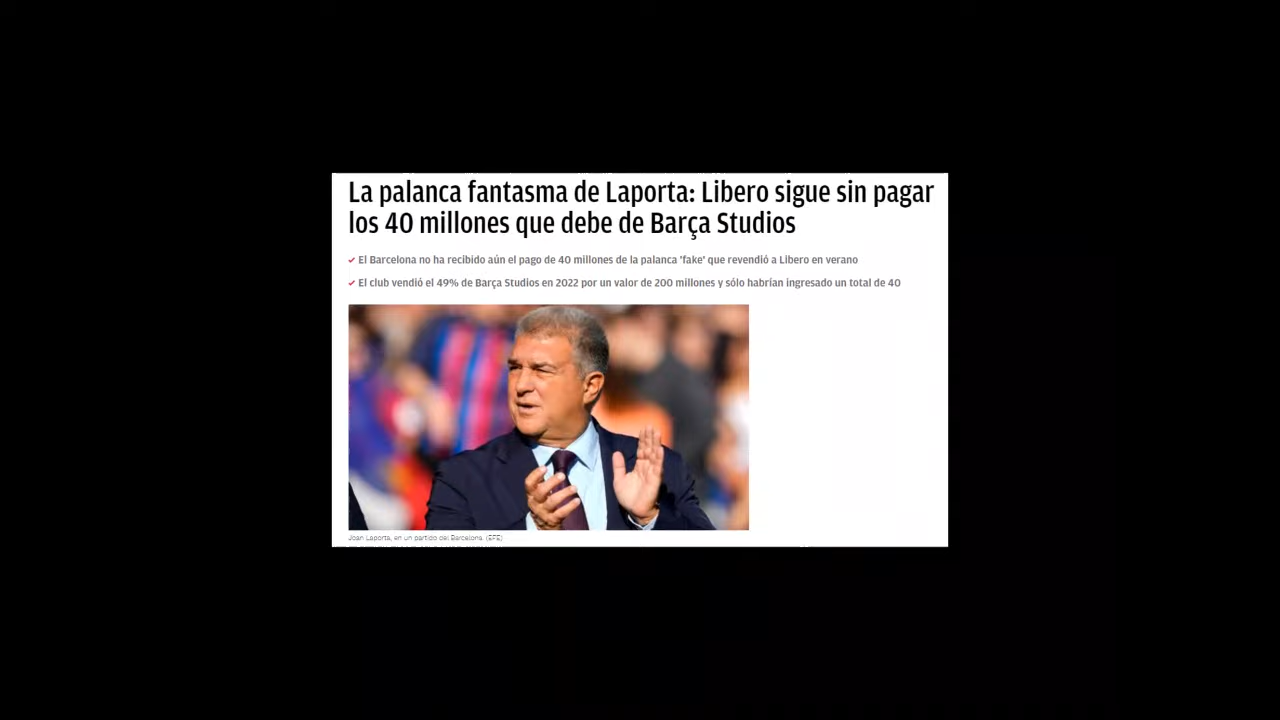 La palanca fantasma de Laporta: Libero sigue sin pagar
los 40 millones que debe de Barça Studios
El Barcelona no ha recibido aún el pago de 40 millones de la palanca 'fake' que revendió a Libero en verano
El club vendió el 49% de Barça Studios en 2022 por un valor de 200 millones y sólo habrían ingresado un total de 40
Joan Laporta, en un partido del Barcelona. (EFE)